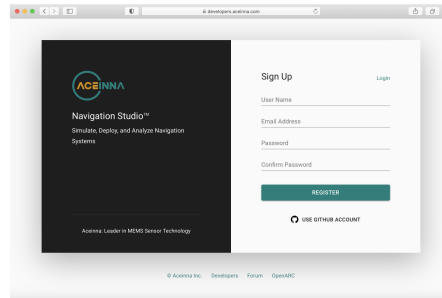 developers.aceinna.com
ACEINNA
Navigation Studio™
Simulate, Deploy, and Analyze Navigation
Systems
Aceinna: Leader in MEMS Sensor Technology
Sign Up
Login
User Name
Email Address
Password
Confirm Password
REGISTER
USE GITHUB ACCOUNT
© Aceinna Inc. Developers Forum OpenARC